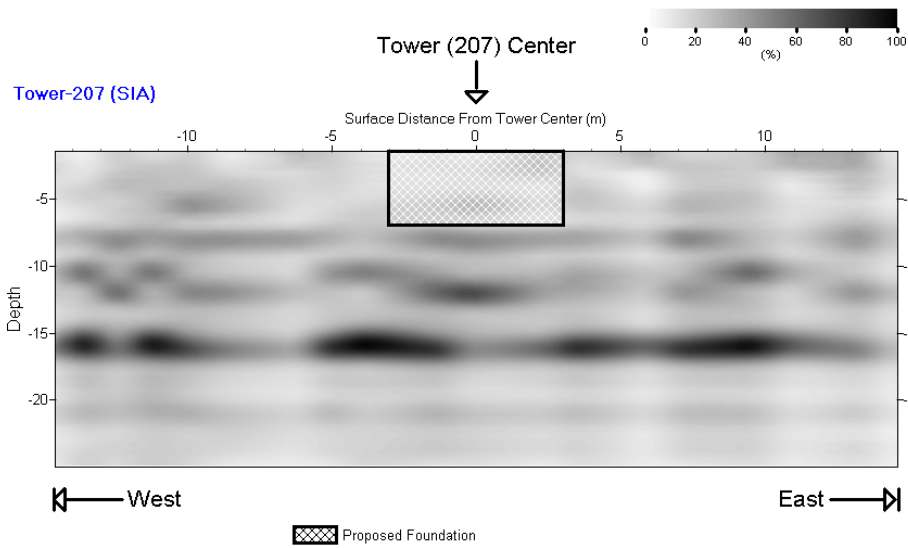 0 20 40 60 80 100
(%)
Tower (207) Center
Tower-207 (SIA)
Surface Distance From Tower Center (m)
-10 -5 0 5 10
-5
-10
-15
-20
Depth
West East
Proposed Foundation